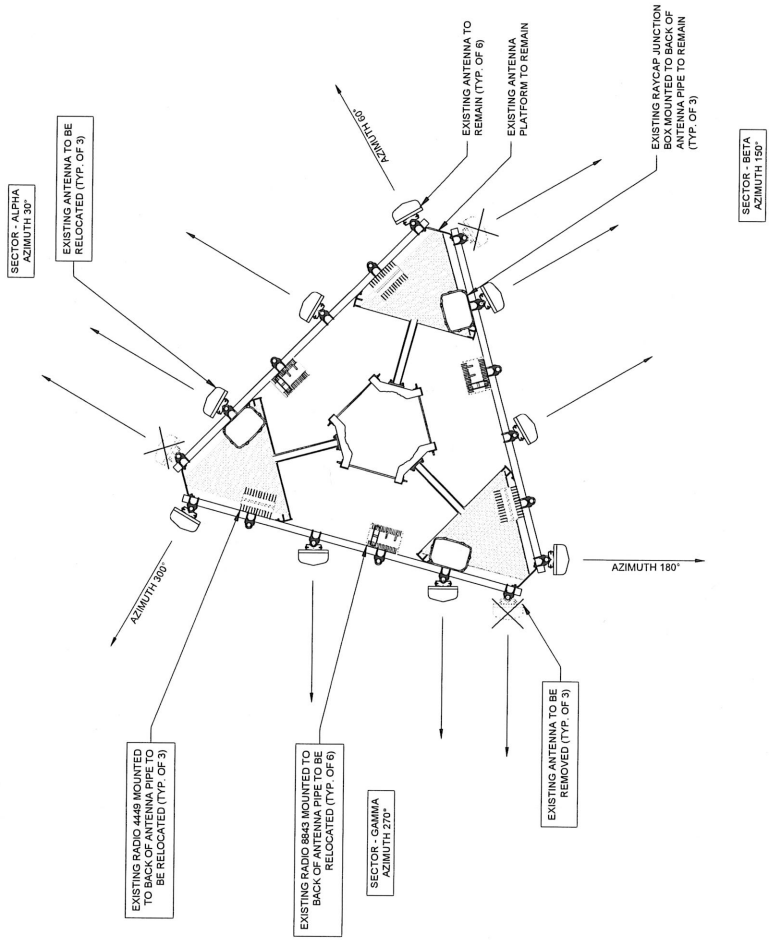 SECTOR - ALPHA
AZIMUTH 30°
EXISTING ANTENNA TO BE
RELOCATED (TYP. OF 3)
AZIMUTH 60°
EXISTING ANTENNA TO
REMAIN (TYP. OF 6)
EXISTING ANTENNA
PLATFORM TO REMAIN
EXISTING RAYCAP JUNCTION
BOX MOUNTED TO BACK OF
ANTENNA PIPE TO REMAIN
(TYP. OF 3)
SECTOR - BETA
AZIMUTH 150°
AZIMUTH 300°
AZIMUTH 180°
EXISTING RADIO 4449 MOUNTED
TO BACK OF ANTENNA PIPE TO
BE RELOCATED (TYP. OF 3)
EXISTING RADIO 8843 MOUNTED TO
BACK OF ANTENNA PIPE TO BE
RELOCATED (TYP. OF 6)
SECTOR - GAMMA
AZIMUTH 270°
EXISTING ANTENNA TO BE
REMOVED (TYP. OF 3)